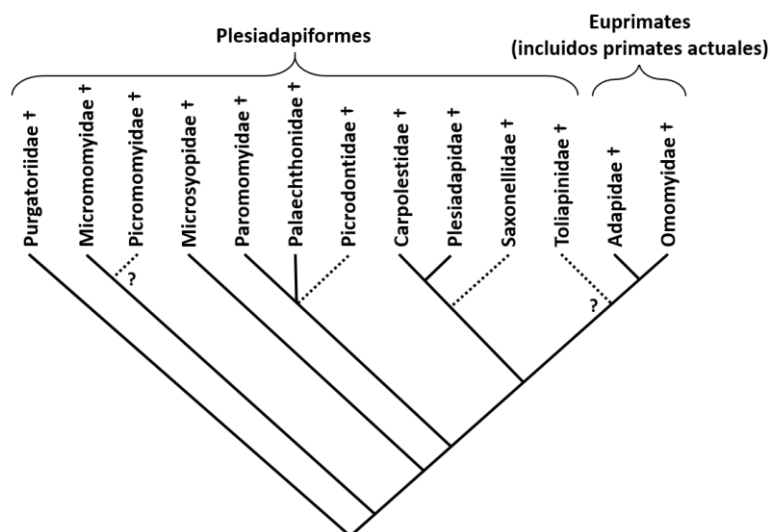 Plesiadapiformes
Euprimates
(incluidos primates actuales)
Purgatoriidae †
Micromomyidae †
Picromomyidae †
Microsyopidae †
Paromomyidae †
Palaechthonidae †
Picrodontidae †
Carpolestidae †
Plesiadapidae †
Saxonellidae †
Toliapinidae †
Adapidae †
Omomyidae †
?
?